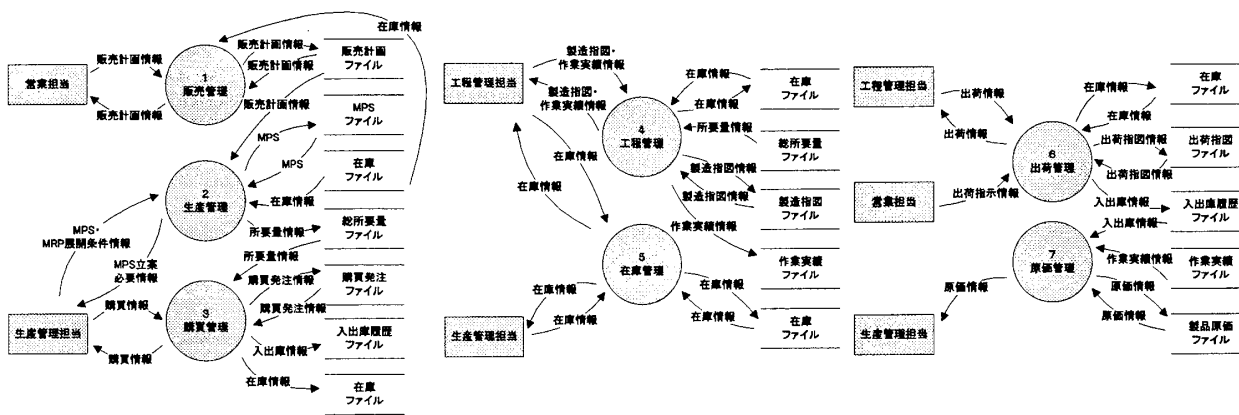 在庫情報
販売計画情報
販売計画情報
販売計画
ファイル
1
販売管理
営業担当
販売計画情報
販売計画情報
販売計画情報
MPS
ファイル
MPS
MPS
在庫
ファイル
2
生産管理
在庫情報
所要量情報
総所要量
ファイル
MPS・
MRP展開条件情報
所要量情報
MPS立案
必要情報
購買発注情報
購買発注
ファイル
購買発注情報
購買情報
3
購買管理
生産管理担当
入出庫履歴
ファイル
入出庫情報
購買情報
在庫情報
在庫
ファイル
製造指図・
作業実績情報
工程管理担当
製造指図・
作業実績情報
在庫情報
在庫
ファイル
在庫情報
所要量情報
4
工程管理
総所要量
ファイル
在庫情報
製造指図情報
在庫情報
製造指図情報
製造指図
ファイル
作業実績情報
5
在庫管理
作業実績
ファイル
在庫情報
在庫情報
生産管理担当
在庫情報
在庫情報
在庫
ファイル
工程管理担当
出荷情報
在庫情報
在庫
ファイル
在庫情報
出荷情報
出荷指図情報
出荷指図
ファイル
6
出荷管理
出荷指図情報
営業担当
出荷指示情報
入出庫情報
入出庫履歴
ファイル
入出庫情報
7
原価管理
作業実績情報
作業実績
ファイル
原価情報
原価情報
原価情報
生産管理担当
製品原価
ファイル